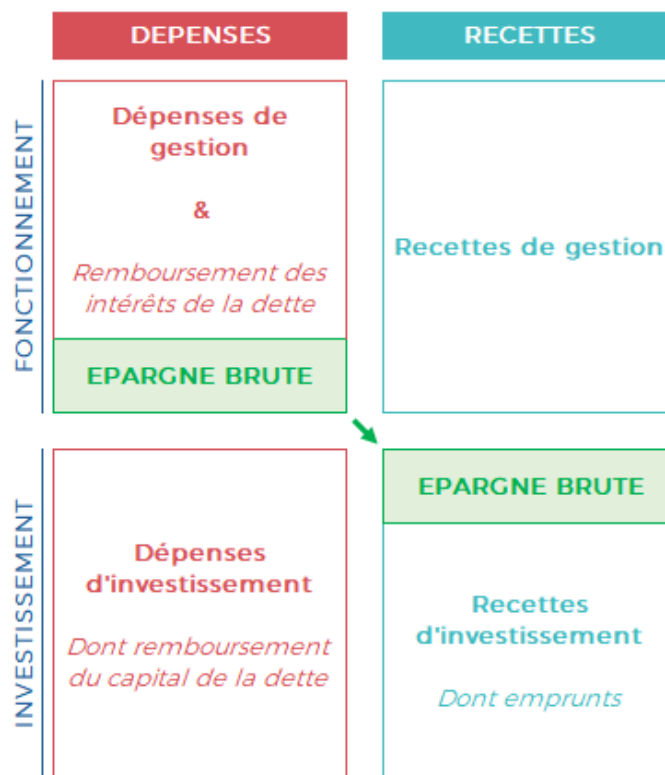 DEPENSES
RECETTES
FONCTIONNEMENT
Dépenses de
gestion
&
Remboursement des
intérêts de la dette
EPARGNE BRUTE
Recettes de gestion
INVESTISSEMENT
Dépenses
d'investissement
Dont remboursement
du capital de la dette
EPARGNE BRUTE
Recettes
d'investissement
Dont emprunts